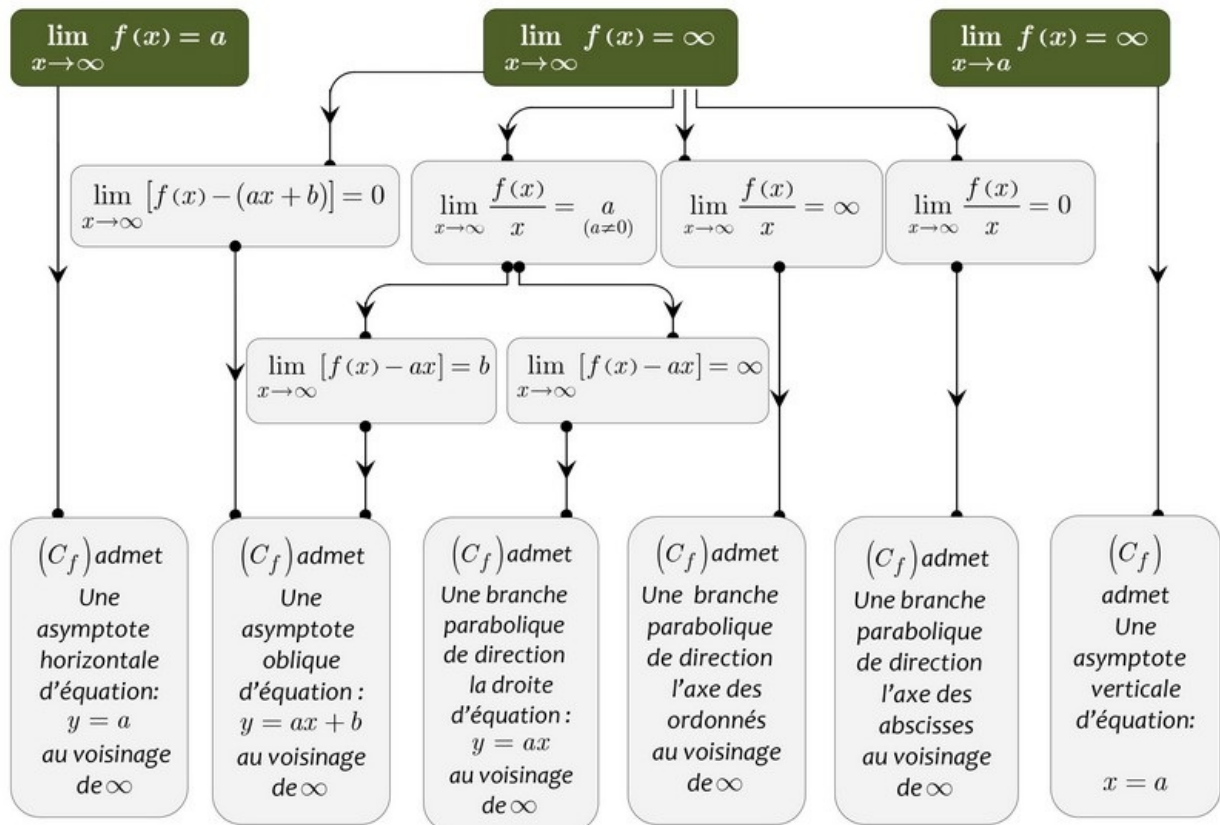 lim f(x) = a
x→∞
lim f(x) = ∞
x→∞
lim f(x) = ∞
x→a
lim [f(x) − (ax + b)] = 0
x→∞
lim f(x)/x = a
x→∞ (a≠0)
lim f(x)/x = ∞
x→∞
lim f(x)/x = 0
x→∞
lim [f(x) − ax] = b
x→∞
lim [f(x) − ax] = ∞
x→∞
(C_f) admet
Une
asymptote
horizontale
d'équation:
y = a
au voisinage
de ∞
(C_f) admet
Une
asymptote
oblique
d'équation :
y = ax + b
au voisinage
de ∞
(C_f) admet
Une branche
parabolique
de direction
la droite
d'équation :
y = ax
au voisinage
de ∞
(C_f) admet
Une branche
parabolique
de direction
l'axe des
ordonnés
au voisinage
de ∞
(C_f) admet
Une branche
parabolique
de direction
l'axe des
abscisses
au voisinage
de ∞
(C_f)
admet
Une
asymptote
verticale
d'équation:
x = a